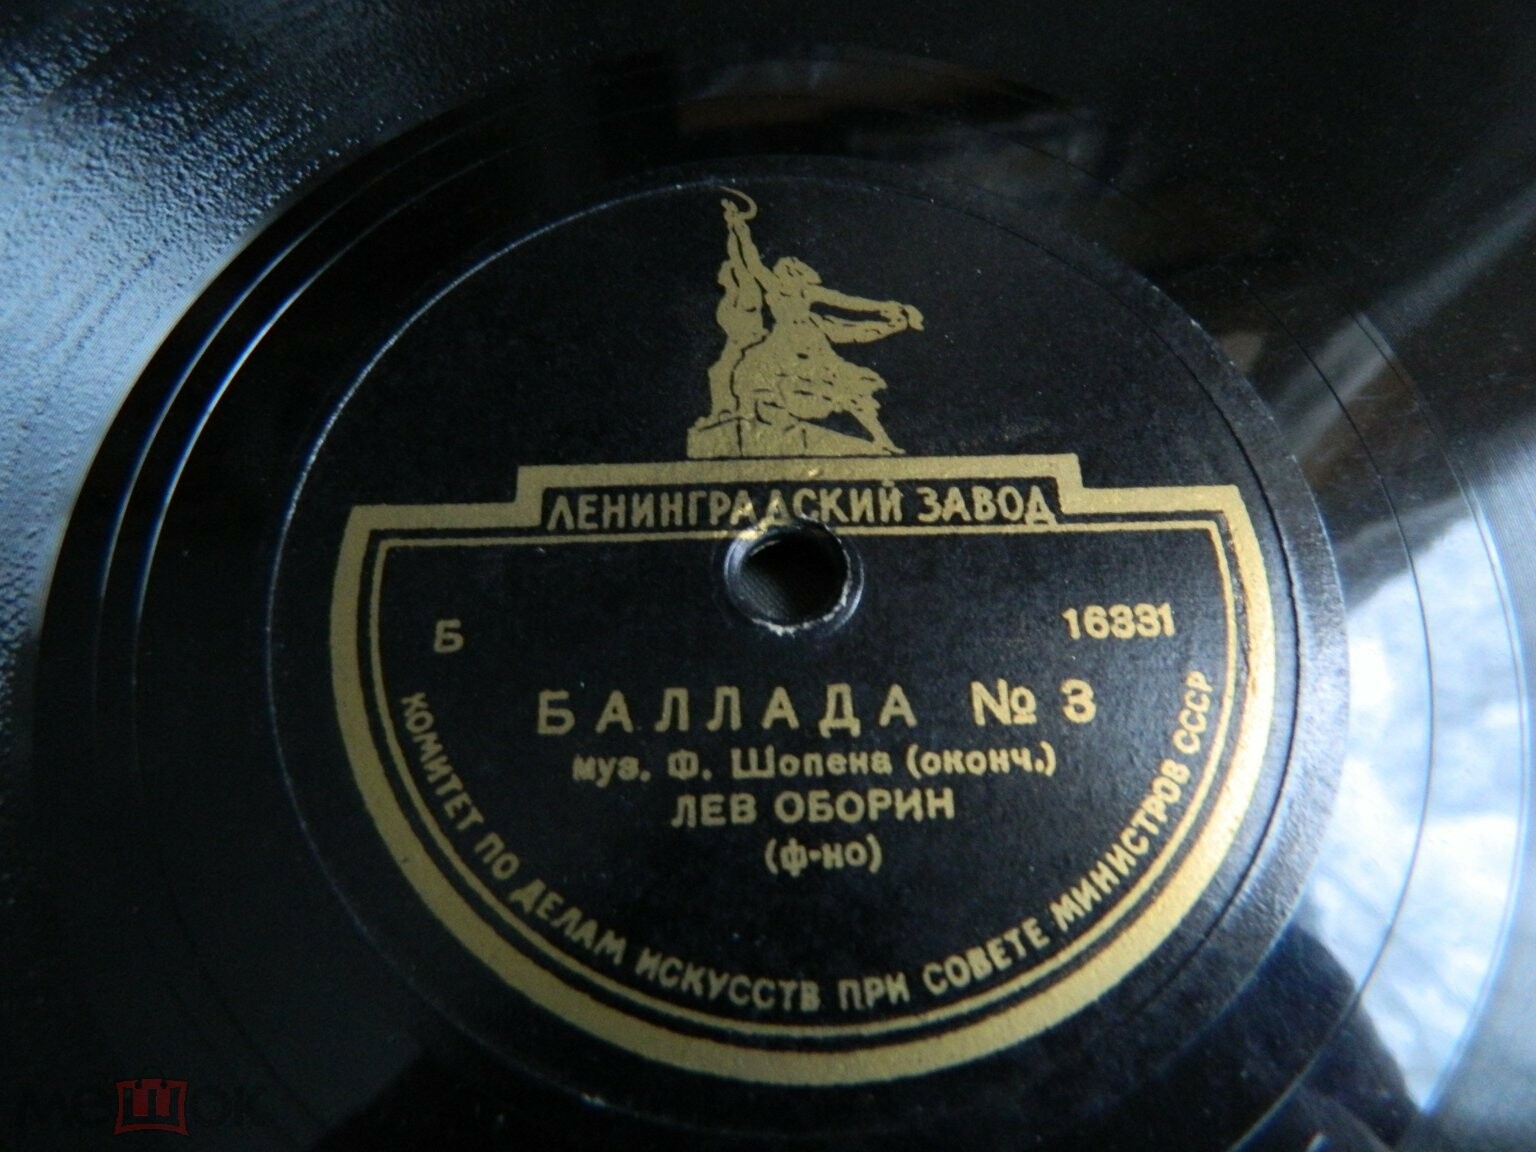 ЛЕНИНГРАДСКИЙ ЗАВОД
Б 16331
БАЛЛАДА № 3
муз. Ф. Шопена (оконч.)
ЛЕВ ОБОРИН
(ф-но)
КОМИТЕТ ПО ДЕЛАМ ИСКУССТВ ПРИ СОВЕТЕ МИНИСТРОВ СССР
мешок